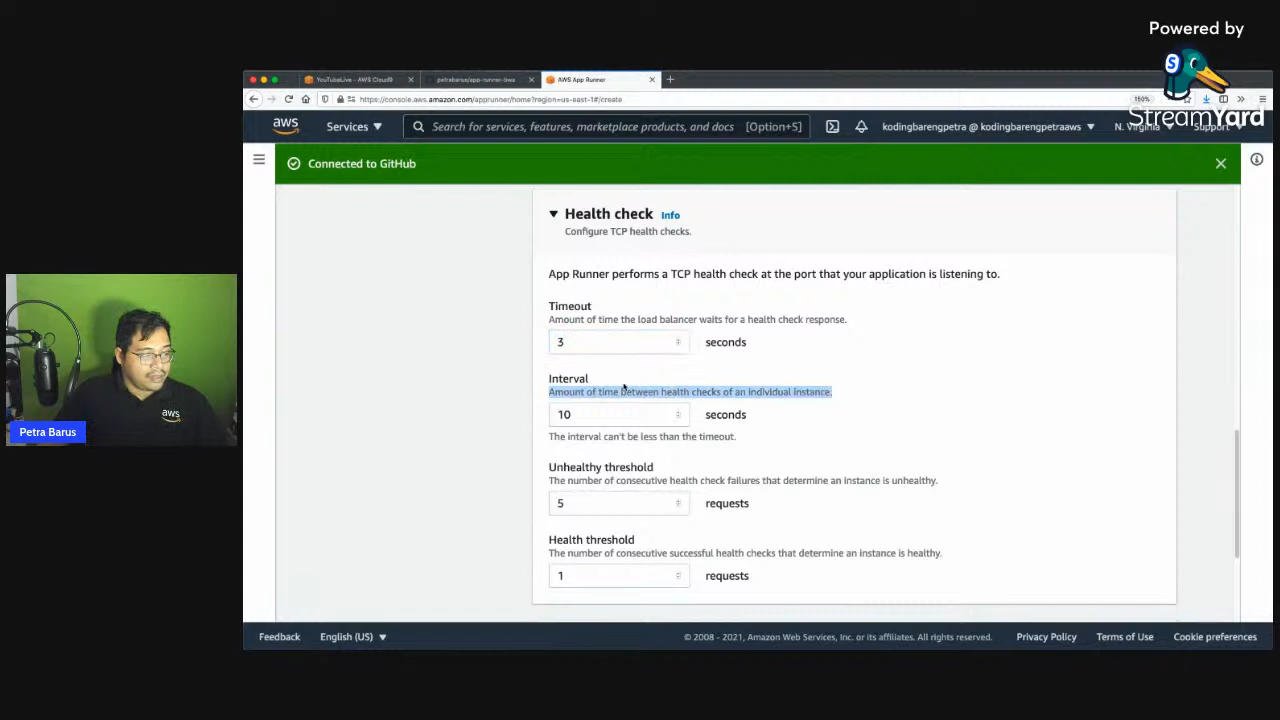 Powered by
S
StreamYard
YouTubeLive - AWS Cloud9
petrabarus/app-runner-bwa
AWS App Runner
https://console.aws.amazon.com/apprunner/home?region=us-east-1#/create
150%
aws
Services
Search for services, features, marketplace products, and docs
[Option+S]
kodingbarengpetra @ kodingbarengpetraaws
N. Virginia
Support
Connected to GitHub
Health check
Info
Configure TCP health checks.
App Runner performs a TCP health check at the port that your application is listening to.
Timeout
Amount of time the load balancer waits for a health check response.
3
seconds
Interval
Amount of time between health checks of an individual instance.
10
seconds
The interval can't be less than the timeout.
Unhealthy threshold
The number of consecutive health check failures that determine an instance is unhealthy.
5
requests
Health threshold
The number of consecutive successful health checks that determine an instance is healthy.
1
requests
aws
Petra Barus
Feedback
English (US)
© 2008 - 2021, Amazon Web Services, Inc. or its affiliates. All rights reserved.
Privacy Policy
Terms of Use
Cookie preferences